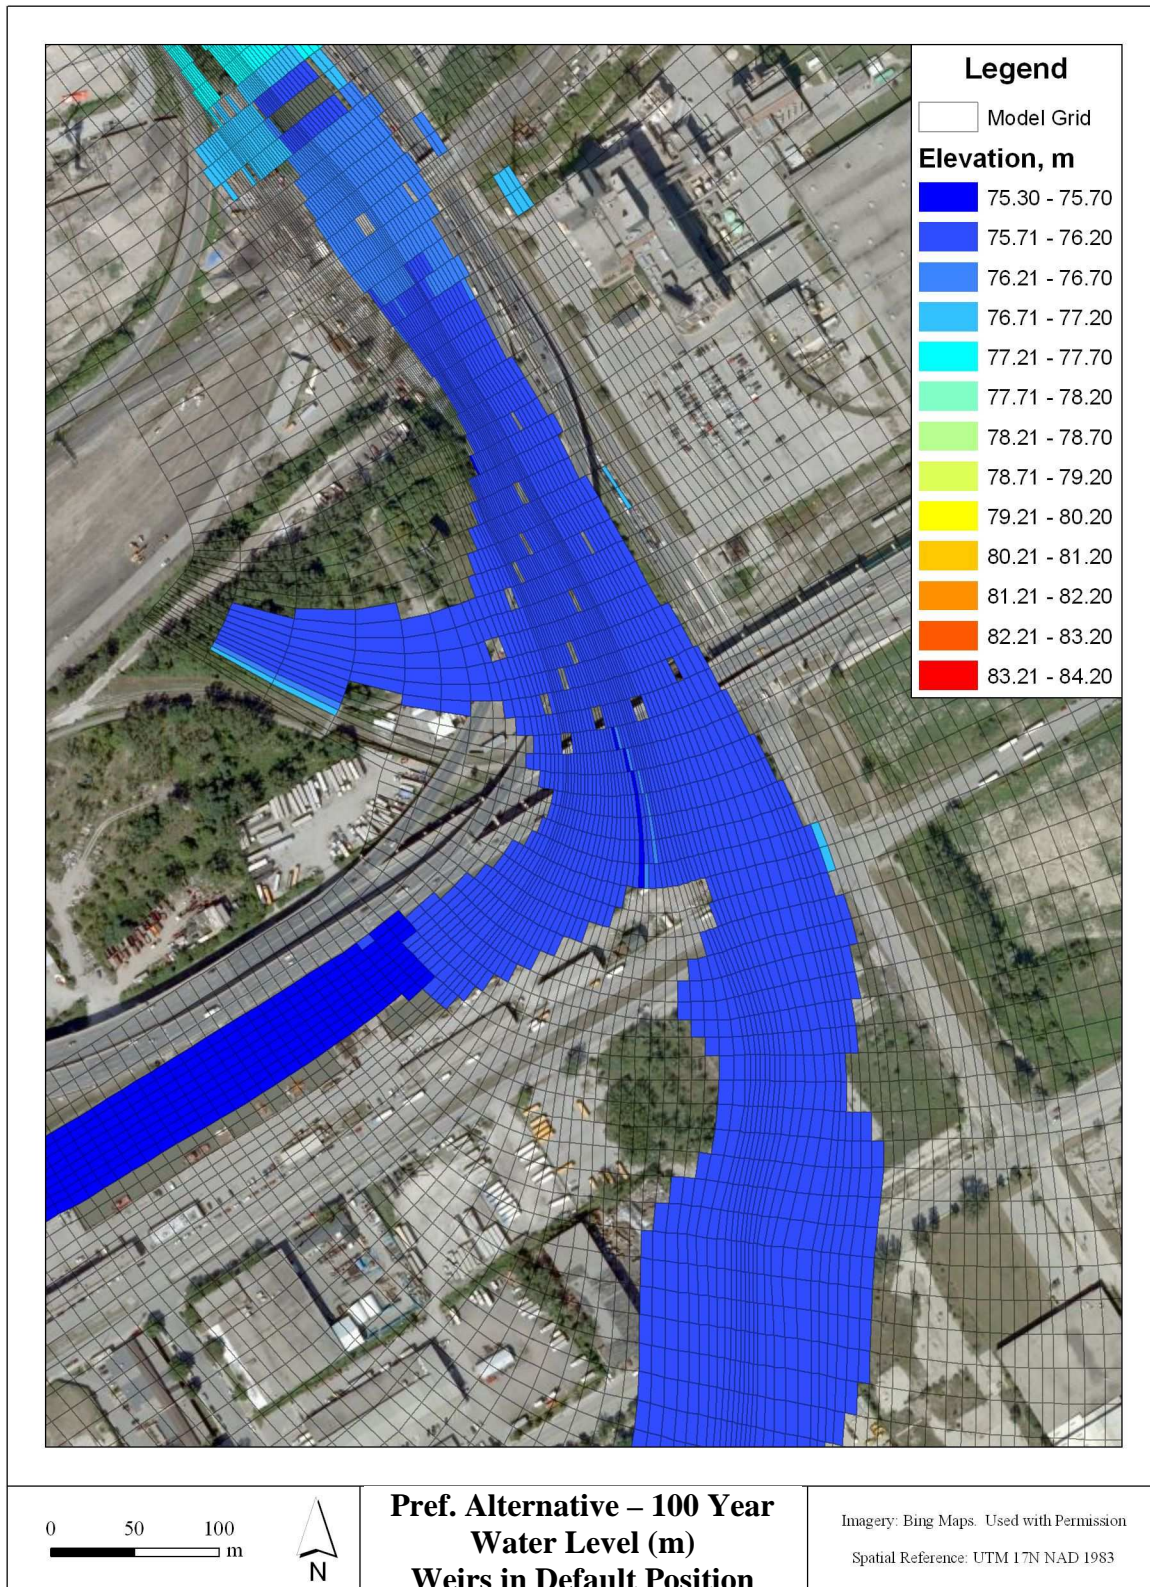 Legend
Model Grid
Elevation, m
75.30 - 75.70
75.71 - 76.20
76.21 - 76.70
76.71 - 77.20
77.21 - 77.70
77.71 - 78.20
78.21 - 78.70
78.71 - 79.20
79.21 - 80.20
80.21 - 81.20
81.21 - 82.20
82.21 - 83.20
83.21 - 84.20
0 50 100
m
N
Pref. Alternative – 100 Year
Water Level (m)
Weirs in Default Position
Imagery: Bing Maps. Used with Permission
Spatial Reference: UTM 17N NAD 1983